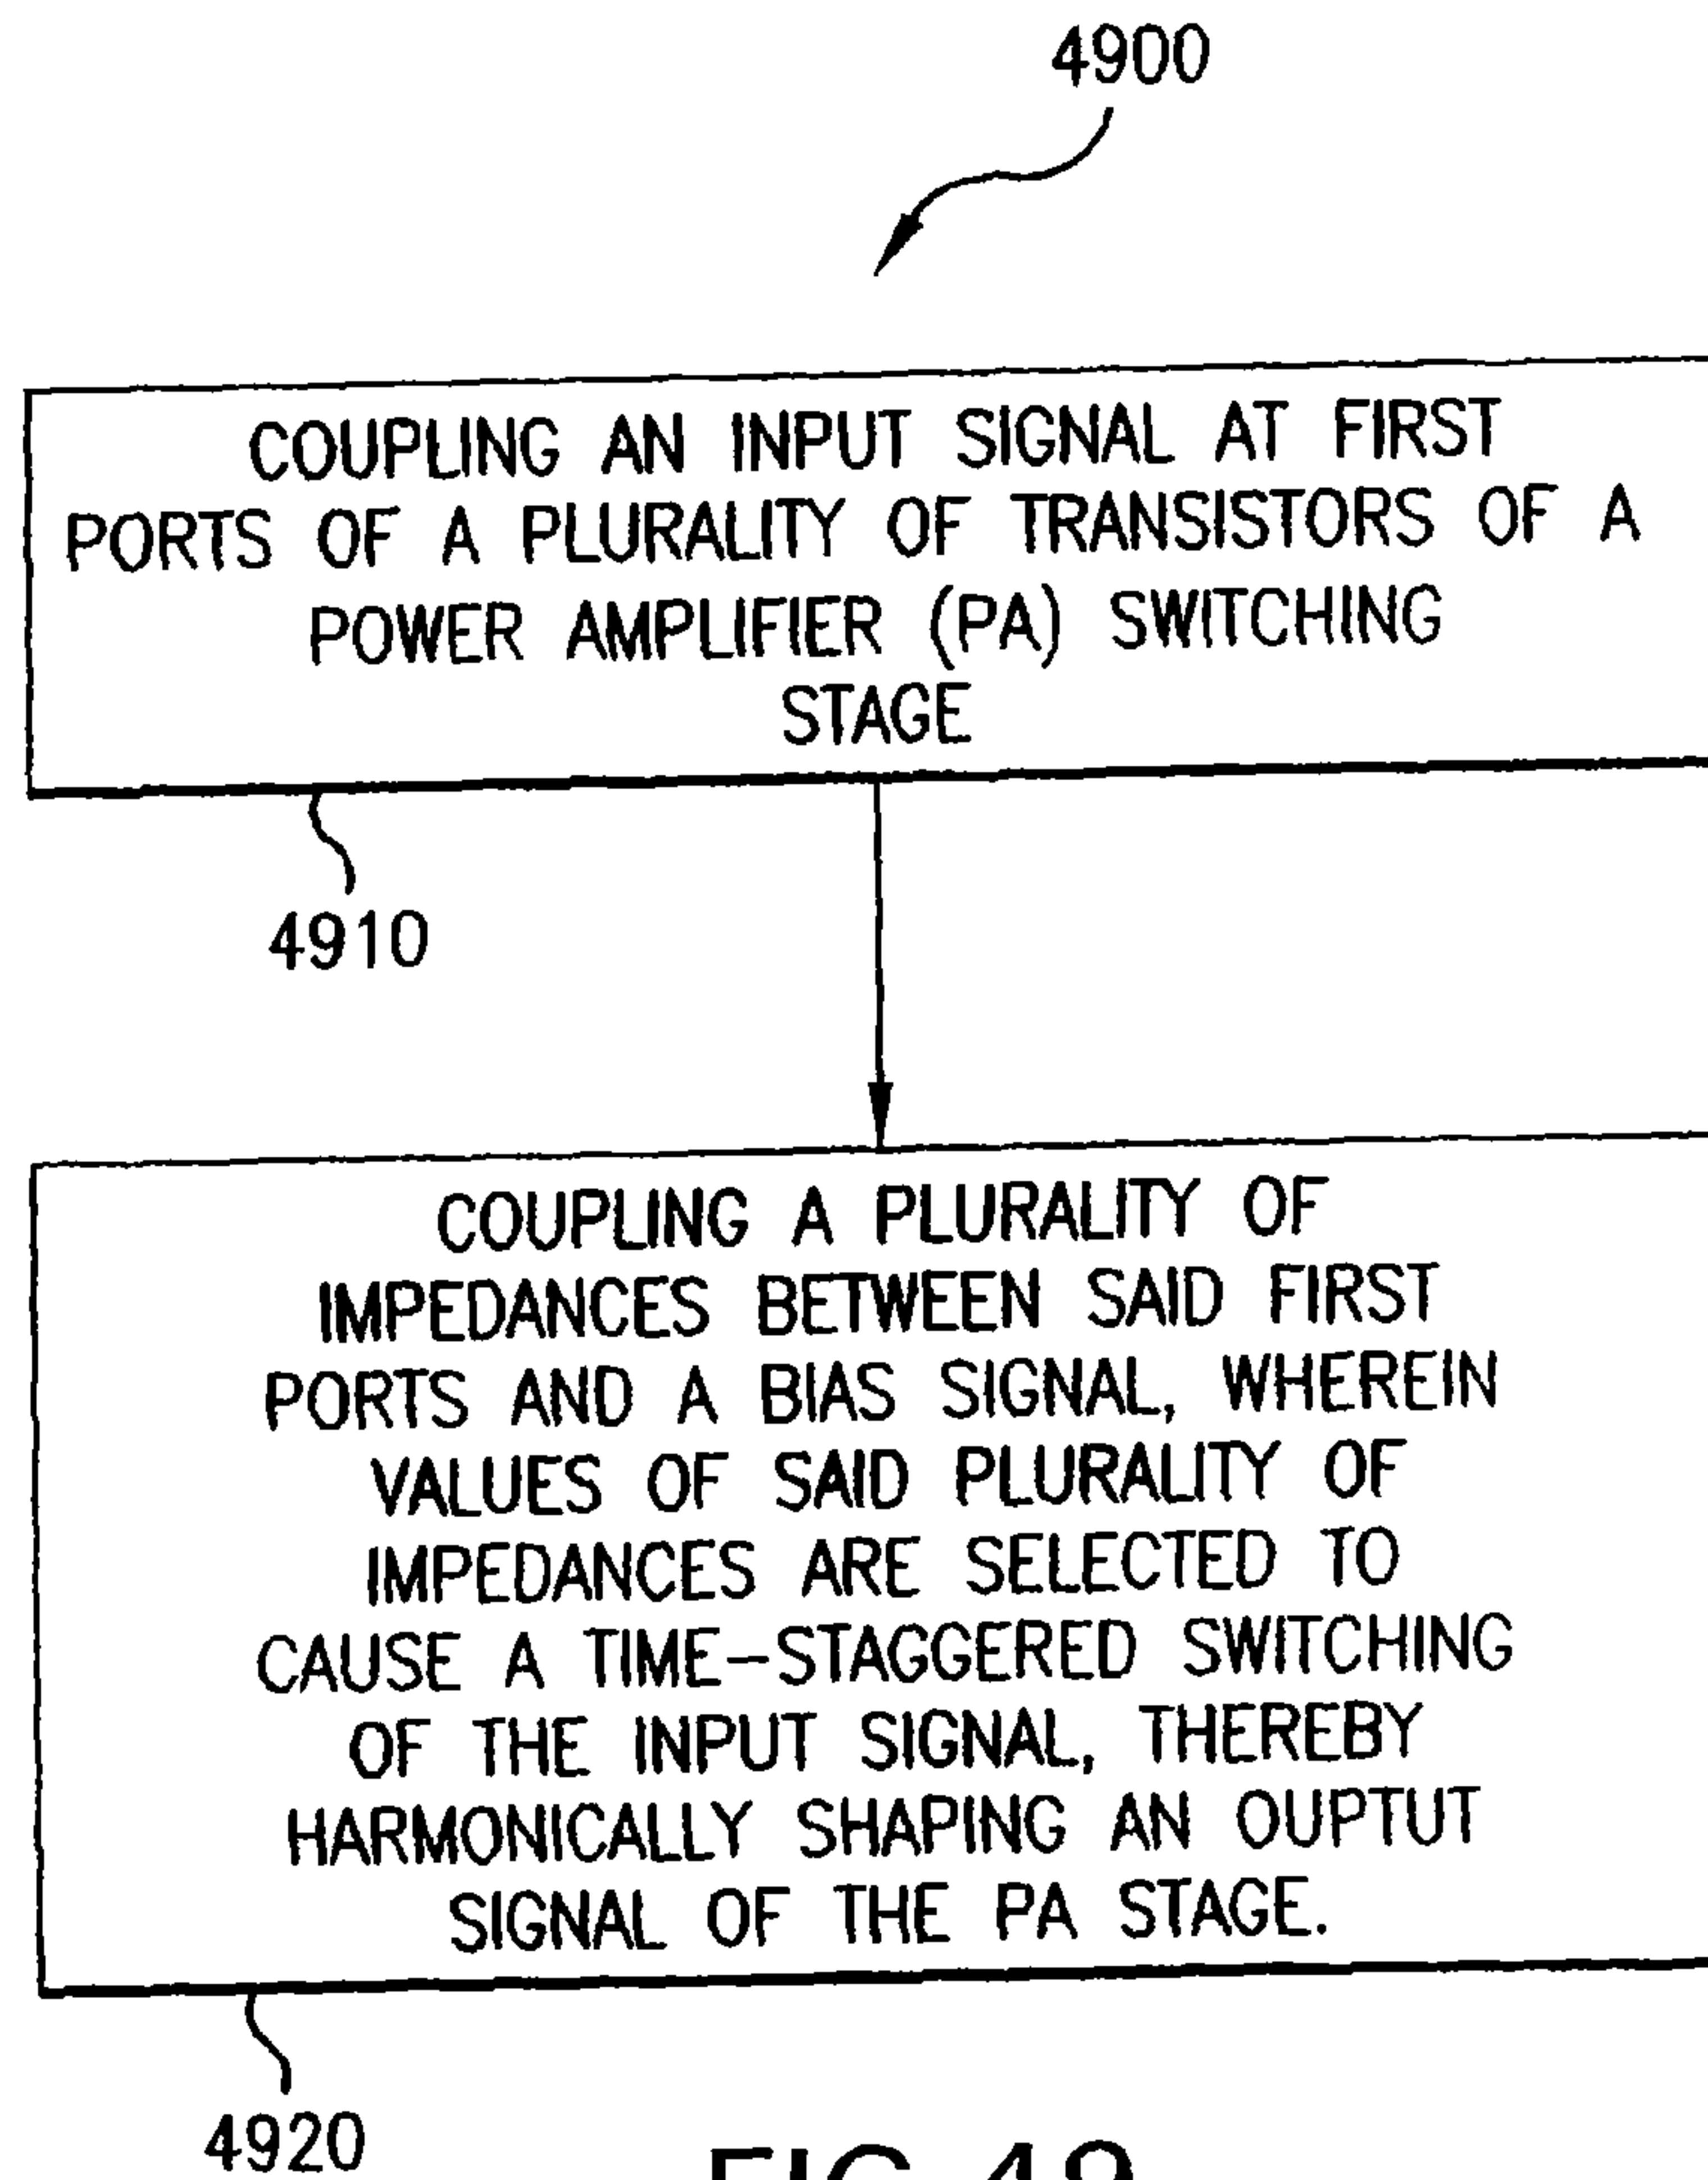 4900
COUPLING AN INPUT SIGNAL AT FIRST
PORTS OF A PLURALITY OF TRANSISTORS OF A
POWER AMPLIFIER (PA) SWITCHING
STAGE
4910
COUPLING A PLURALITY OF
IMPEDANCES BETWEEN SAID FIRST
PORTS AND A BIAS SIGNAL, WHEREIN
VALUES OF SAID PLURALITY OF
IMPEDANCES ARE SELECTED TO
CAUSE A TIME-STAGGERED SWITCHING
OF THE INPUT SIGNAL, THEREBY
HARMONICALLY SHAPING AN OUPTUT
SIGNAL OF THE PA STAGE.
4920
FIG